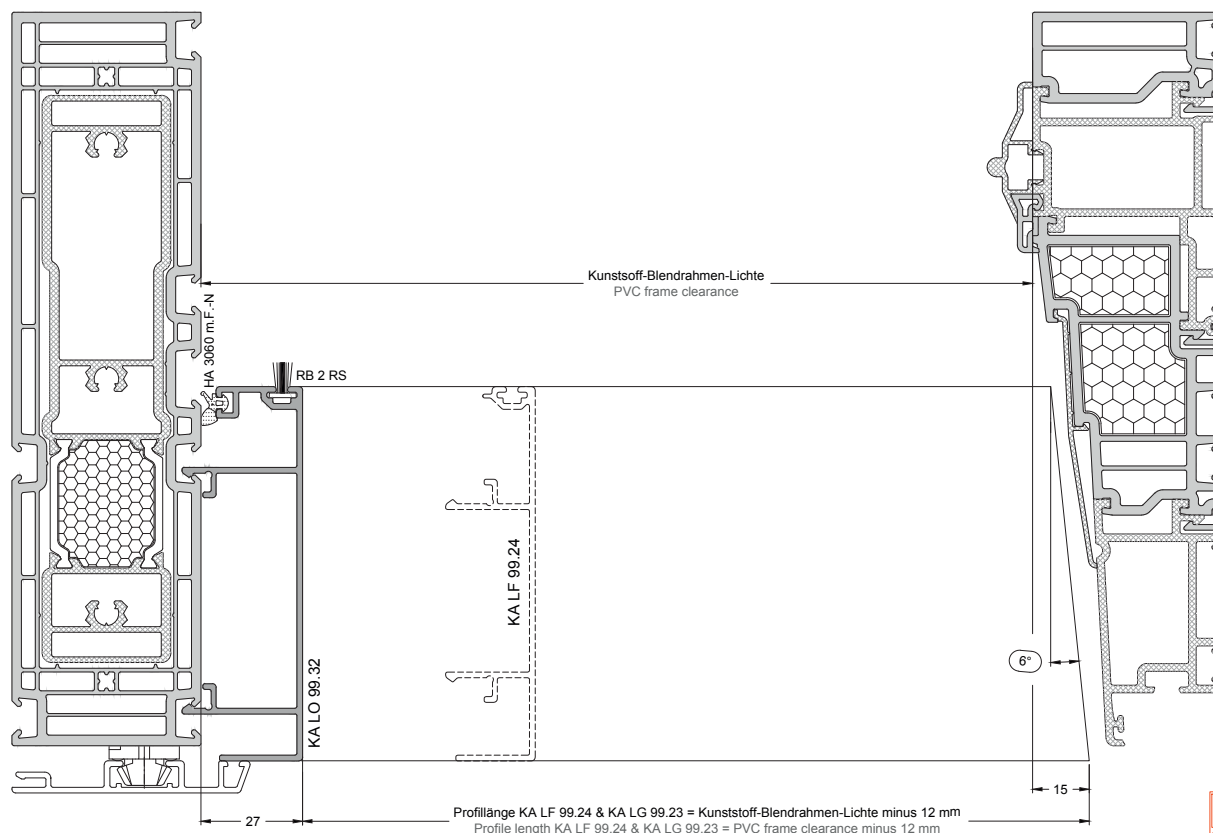 Kunstsoff-Blendrahmen-Lichte
PVC frame clearance
HA 3060 m.F.-N
RB 2 RS
KA LF 99.24
KA LO 99.32
6°
27
15
Profillänge KA LF 99.24 & KA LG 99.23 = Kunststoff-Blendrahmen-Lichte minus 12 mm
Profile length KA LF 99.24 & KA LG 99.23 = PVC frame clearance minus 12 mm